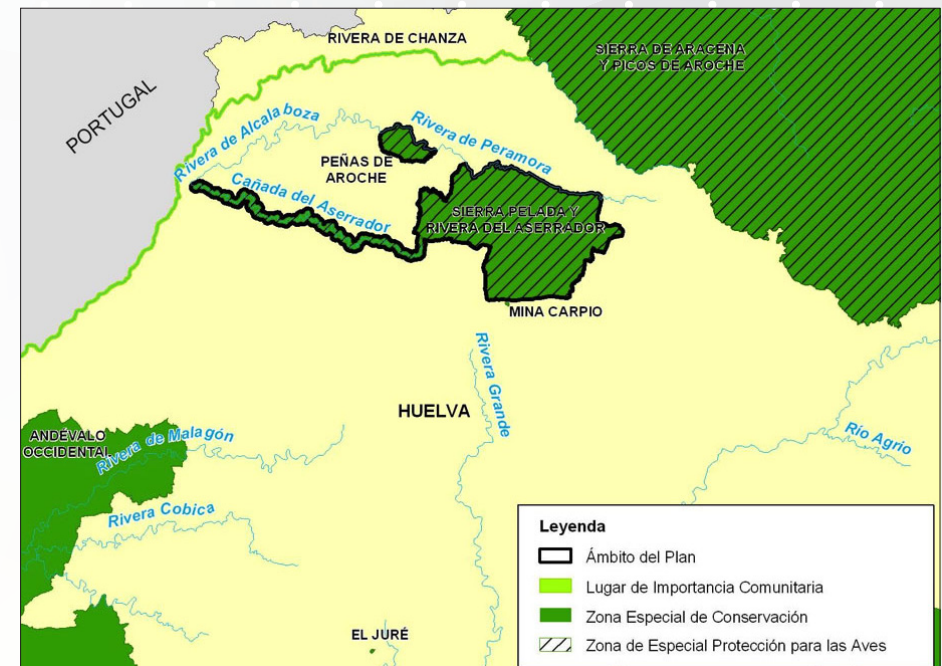 RIVERA DE CHANZA
SIERRA DE ARACENA
Y PICOS DE AROCHE
PORTUGAL
Rivera de Alcalaboza
Rivera de Peramora
PEÑAS DE
AROCHE
Cañada del Aserrador
SIERRA PELADA Y
RIVERA DEL ASERRADOR
MINA CARPIO
Rivera Grande
HUELVA
ANDÉVALO
OCCIDENTAL
Rivera de Malagón
Río Agrio
Rivera Cobica
EL JURÉ
Leyenda
Ámbito del Plan
Lugar de Importancia Comunitaria
Zona Especial de Conservación
Zona de Especial Protección para las Aves